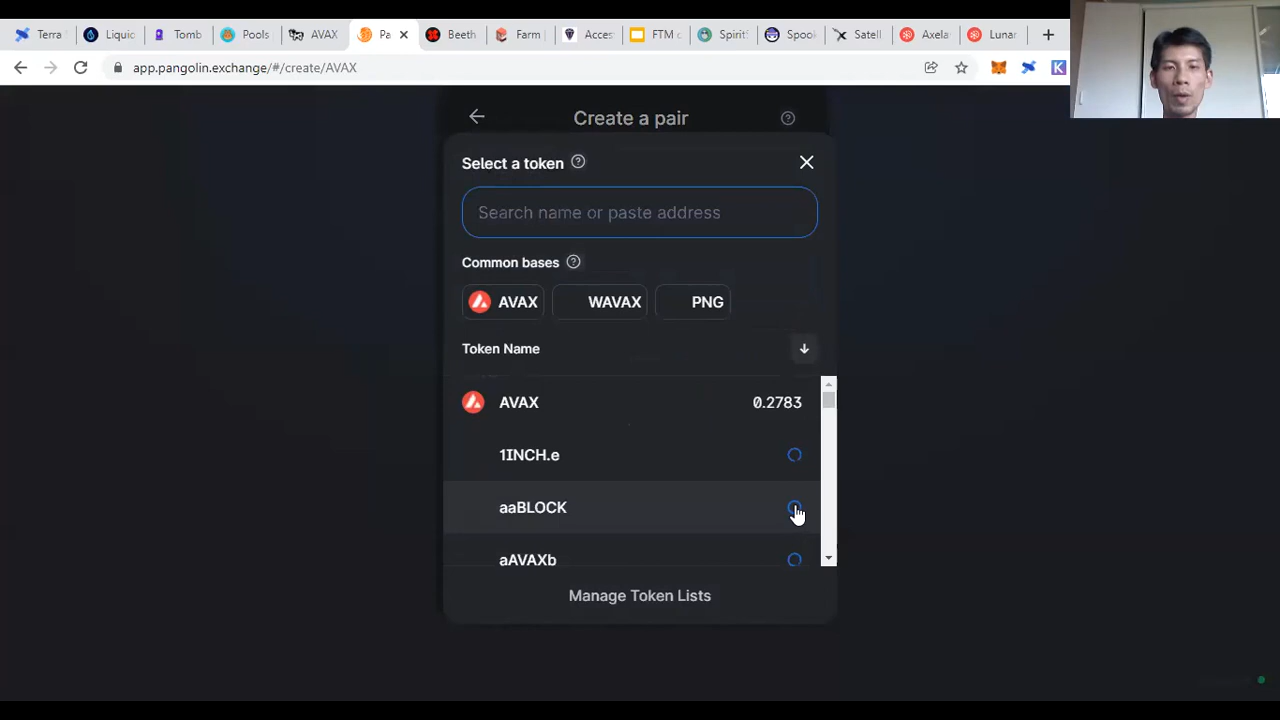 Terra
Liquic
Tomb
Pools
AVAX
Pa
Beeth
Farm
Acces
FTM c
Spirit
Spook
Satell
Axela
Lunar
app.pangolin.exchange/#/create/AVAX
Create a pair
Select a token
Search name or paste address
Common bases
AVAX
WAVAX
PNG
Token Name
AVAX
0.2783
1INCH.e
aaBLOCK
aAVAXb
Manage Token Lists